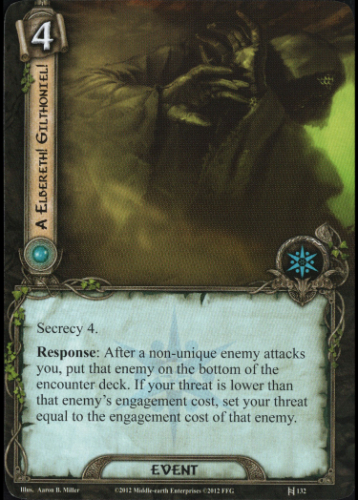 4
A ELBERETH! GILTHONIEL!
Secrecy 4.
Response: After a non-unique enemy attacks
you, put that enemy on the bottom of the
encounter deck. If your threat is lower than
that enemy's engagement cost, set your threat
equal to the engagement cost of that enemy.
EVENT
Illus. Aaron B. Miller
©2012 Middle-earth Enterprises ©2012 FFG
132